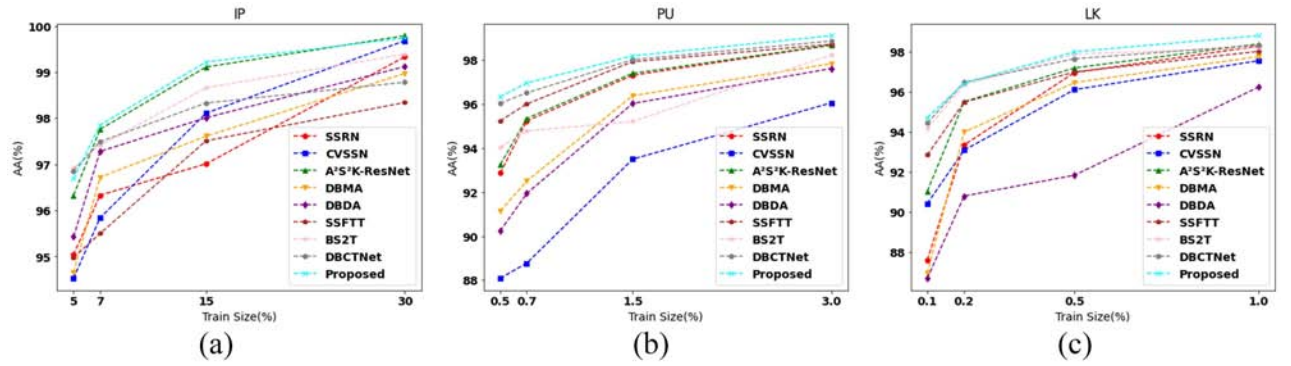 IP
100
99
98
97
96
95
AA(%)
5 7 15 30
Train Size(%)
SSRN
CVSSN
A²S²K-ResNet
DBMA
DBDA
SSFTT
BS2T
DBCTNet
Proposed
(a)
PU
98
96
94
92
90
88
AA(%)
0.5 0.7 1.5 3.0
Train Size(%)
SSRN
CVSSN
A²S²K-ResNet
DBMA
DBDA
SSFTT
BS2T
DBCTNet
Proposed
(b)
LK
98
96
94
92
90
88
AA(%)
0.1 0.2 0.5 1.0
Train Size(%)
SSRN
CVSSN
A²S²K-ResNet
DBMA
DBDA
SSFTT
BS2T
DBCTNet
Proposed
(c)